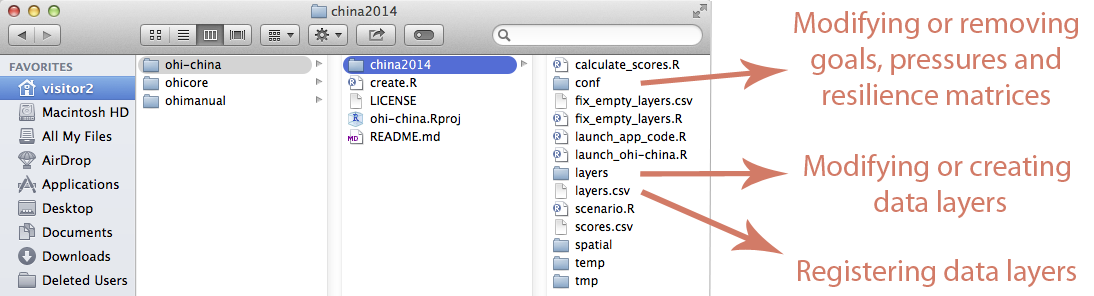 china2014
FAVORITES
visitor2
Macintosh HD
All My Files
AirDrop
Applications
Desktop
Documents
Downloads
Deleted Users
ohi-china
ohicore
ohimanual
china2014
create.R
LICENSE
ohi-china.Rproj
README.md
calculate_scores.R
conf
fix_empty_layers.csv
fix_empty_layers.R
launch_app_code.R
launch_ohi-china.R
layers
layers.csv
scenario.R
scores.csv
spatial
temp
tmp
Modifying or removing
goals, pressures and
resilience matrices
Modifying or creating
data layers
Registering data layers